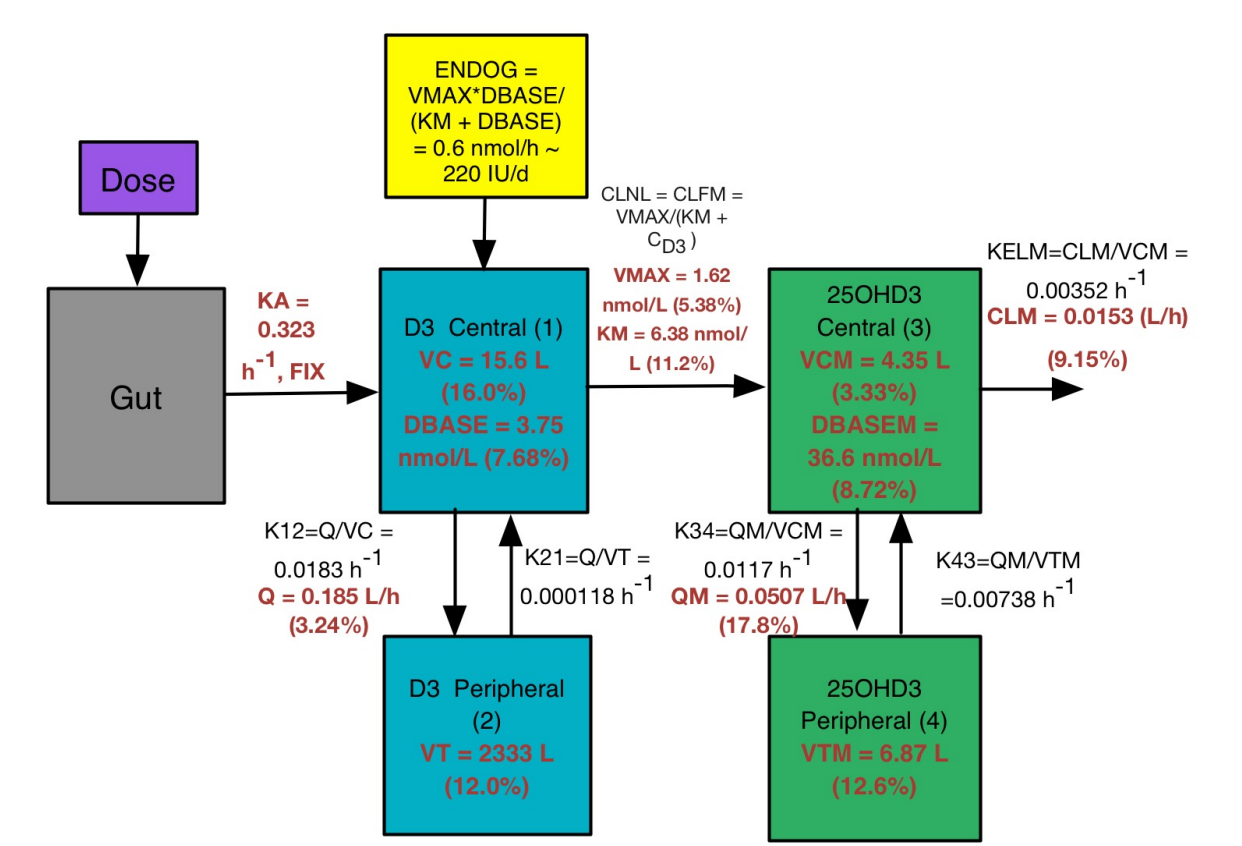 ENDOG =
VMAX*DBASE/
(KM + DBASE)
= 0.6 nmol/h ~
220 IU/d
Dose
Gut
KA =
0.323
h-1, FIX
D3 Central (1)
VC = 15.6 L
(16.0%)
DBASE = 3.75
nmol/L (7.68%)
CLNL = CLFM =
VMAX/(KM +
CD3 )
VMAX = 1.62
nmol/L (5.38%)
KM = 6.38 nmol/
L (11.2%)
25OHD3
Central (3)
VCM = 4.35 L
(3.33%)
DBASEM =
36.6 nmol/L
(8.72%)
KELM=CLM/VCM =
0.00352 h-1
CLM = 0.0153 (L/h)
(9.15%)
K12=Q/VC =
0.0183 h-1
Q = 0.185 L/h
(3.24%)
K21=Q/VT =
0.000118 h-1
K34=QM/VCM =
0.0117 h-1
QM = 0.0507 L/h
(17.8%)
K43=QM/VTM
=0.00738 h-1
D3 Peripheral
(2)
VT = 2333 L
(12.0%)
25OHD3
Peripheral (4)
VTM = 6.87 L
(12.6%)